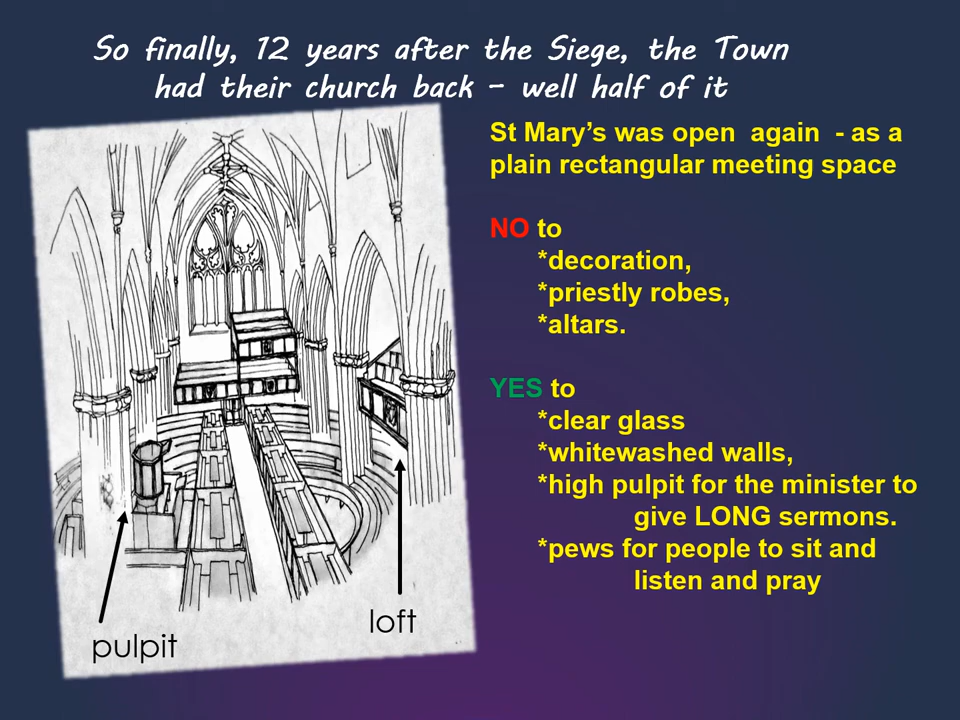 So finally, 12 years after the Siege, the Town
had their church back - well half of it
St Mary's was open again - as a
plain rectangular meeting space
NO to
*decoration,
*priestly robes,
*altars.
YES to
*clear glass
*whitewashed walls,
*high pulpit for the minister to
give LONG sermons.
*pews for people to sit and
listen and pray
loft
pulpit